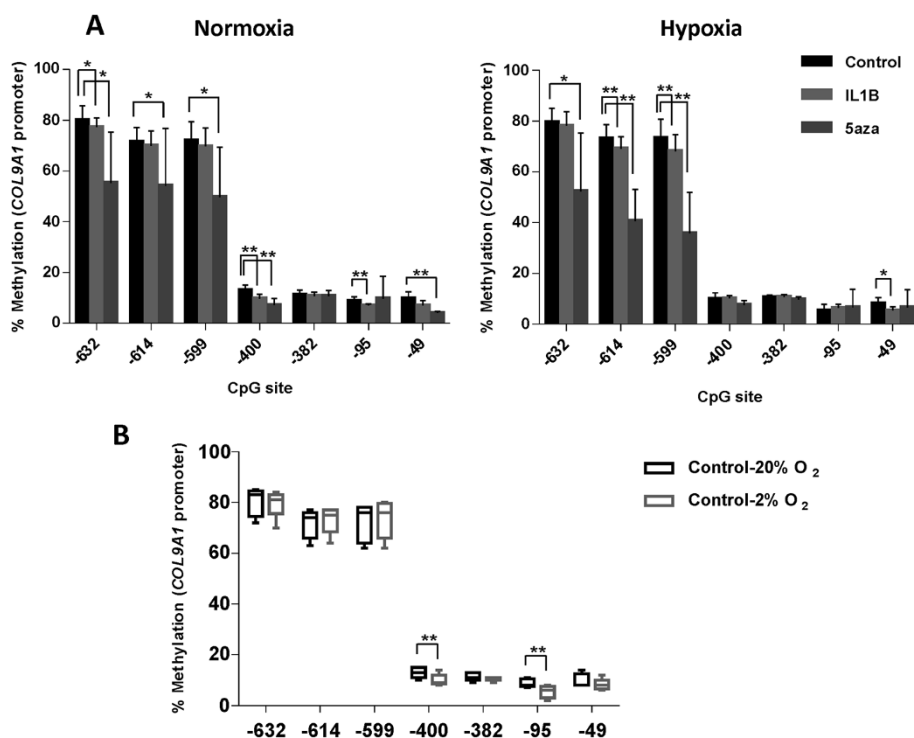 A
Normoxia
Hypoxia
% Methylation (COL9A1 promoter)
100
80
60
40
20
0
* *
*
*
** **
**
**
-632 -614 -599 -400 -382 -95 -49
CpG site
% Methylation (COL9A1 promoter)
100
80
60
40
20
0
*
** **
** **
*
-632 -614 -599 -400 -382 -95 -49
CpG site
Control
IL1B
5aza
B
% Methylation (COL9A1 promoter)
100
80
60
40
20
0
**
**
-632 -614 -599 -400 -382 -95 -49
Control-20% O 2
Control-2% O 2